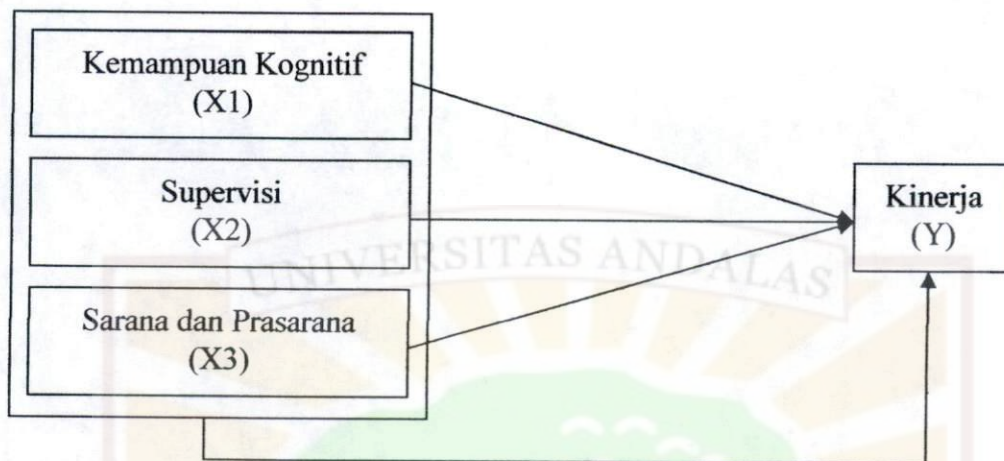 Kemampuan Kognitif
(X1)
Supervisi
(X2)
Kinerja
(Y)
UNIVERSITAS ANDALAS
Sarana dan Prasarana
(X3)